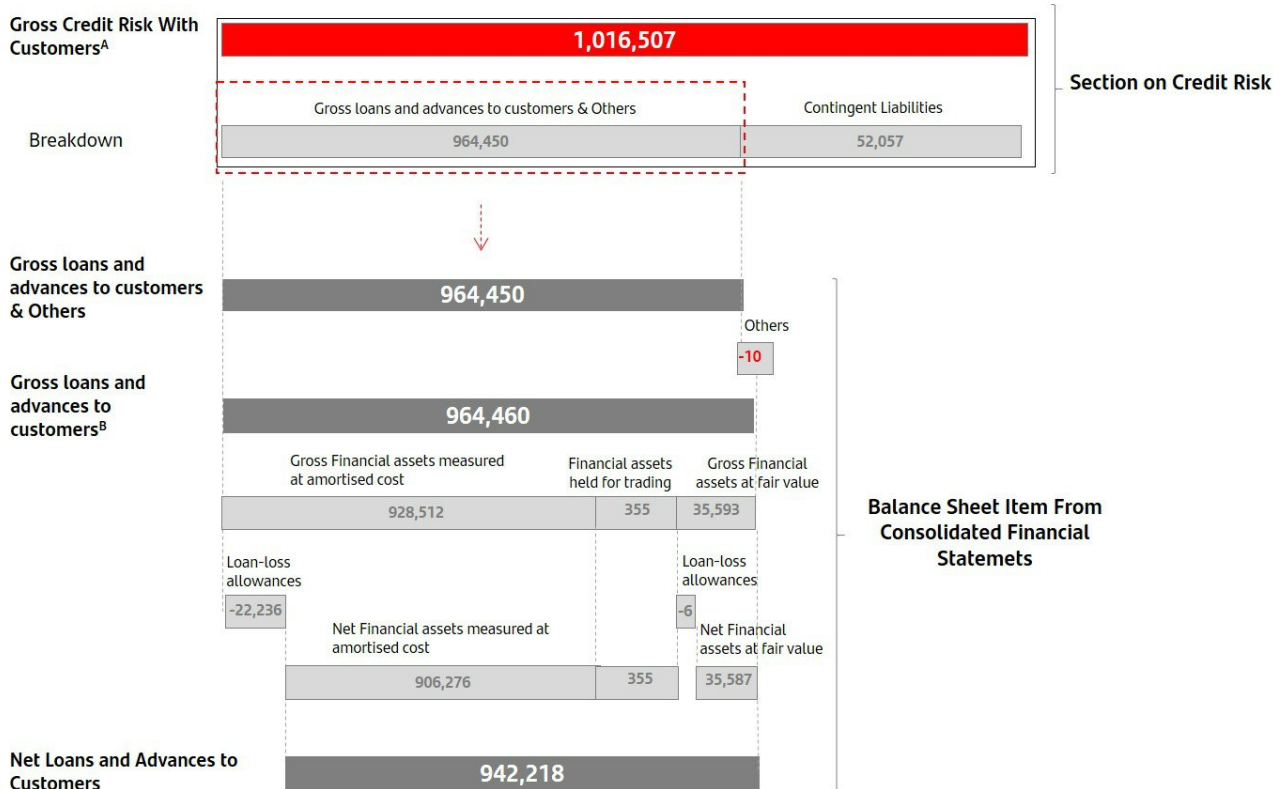 Gross Credit Risk With
Customersᴬ
1,016,507
Section on Credit Risk
Gross loans and advances to customers & Others
Contingent Liabilities
Breakdown
964,450
52,057
Gross loans and
advances to customers
& Others
964,450
Others
-10
Gross loans and
advances to
customersᴮ
964,460
Gross Financial assets measured
at amortised cost
Financial assets
held for trading
Gross Financial
assets at fair value
928,512
355
35,593
Balance Sheet Item From
Consolidated Financial
Statemets
Loan-loss
allowances
Loan-loss
allowances
-22,236
-6
Net Financial assets measured at
amortised cost
Net Financial
assets at fair value
906,276
355
35,587
Net Loans and Advances to
Customers
942,218